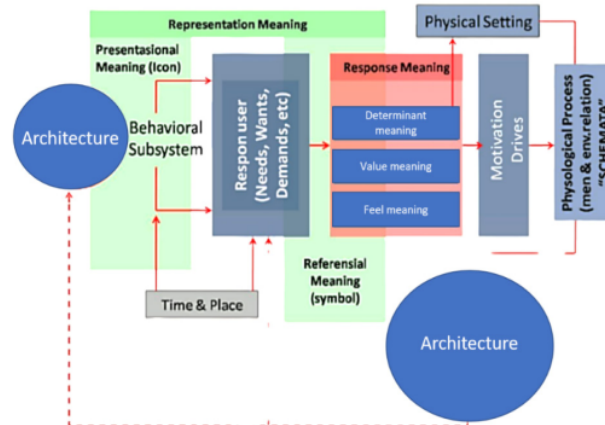 Representation Meaning
Physical Setting
Presentasional
Meaning (Icon)
Response Meaning
Architecture
Behavioral
Subsystem
Respon user
(Needs, Wants,
Demands, etc)
Determinant
meaning
Value meaning
Feel meaning
Motivation
Drives
Physological Process
(men & env.relation)
“SCHEMATA”
Referensial
Meaning
(symbol)
Time & Place
Architecture